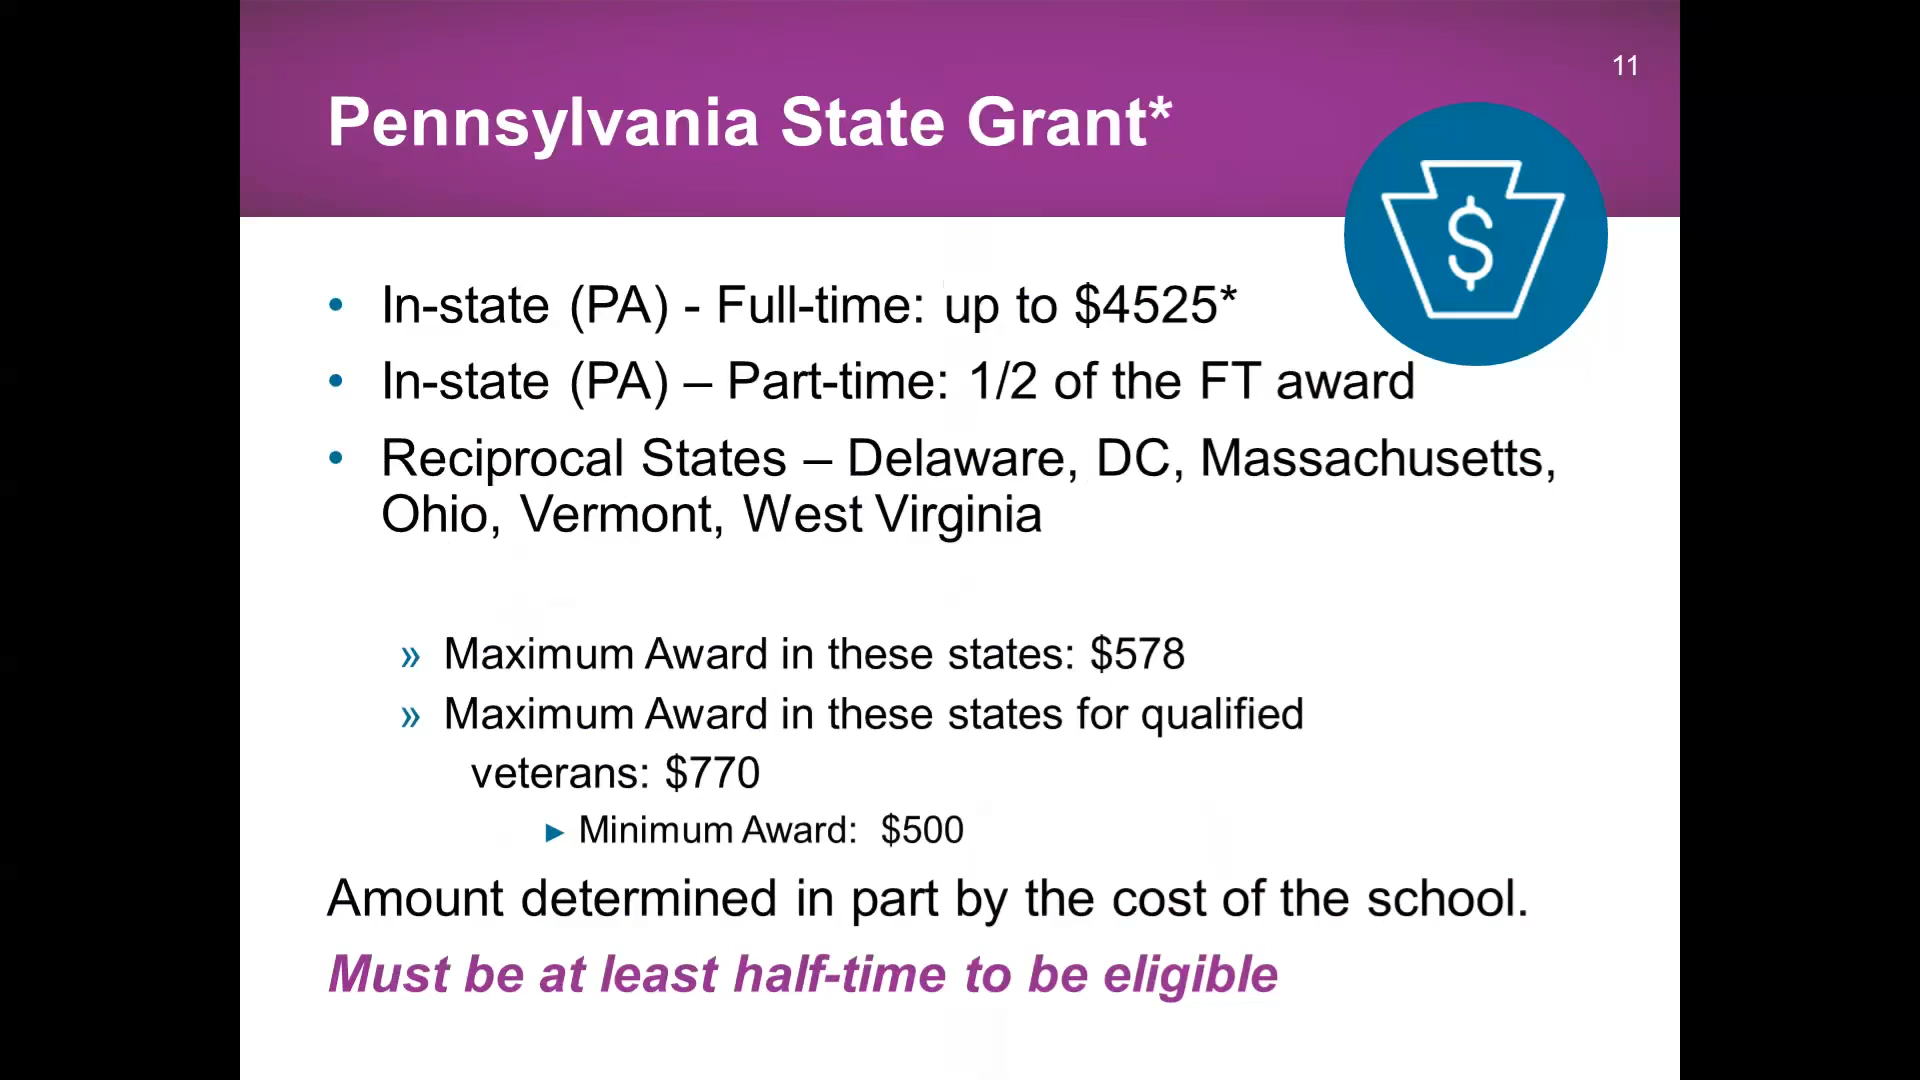 11
Pennsylvania State Grant*
$
• In-state (PA) - Full-time: up to $4525*
• In-state (PA) – Part-time: 1/2 of the FT award
• Reciprocal States – Delaware, DC, Massachusetts,
Ohio, Vermont, West Virginia
» Maximum Award in these states: $578
» Maximum Award in these states for qualified
veterans: $770
► Minimum Award: $500
Amount determined in part by the cost of the school.
Must be at least half-time to be eligible